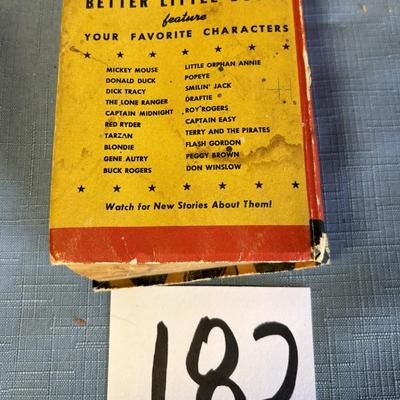 BETTER LITTLE
feature
YOUR FAVORITE CHARACTERS
MICKEY MOUSE
DONALD DUCK
DICK TRACY
THE LONE RANGER
CAPTAIN MIDNIGHT
RED RYDER
TARZAN
BLONDIE
GENE AUTRY
BUCK ROGERS
LITTLE ORPHAN ANNIE
POPEYE
SMILIN' JACK
DRAFTIE
ROY ROGERS
CAPTAIN EASY
TERRY AND THE PIRATES
FLASH GORDON
PEGGY BROWN
DON WINSLOW
Watch for New Stories About Them!
182